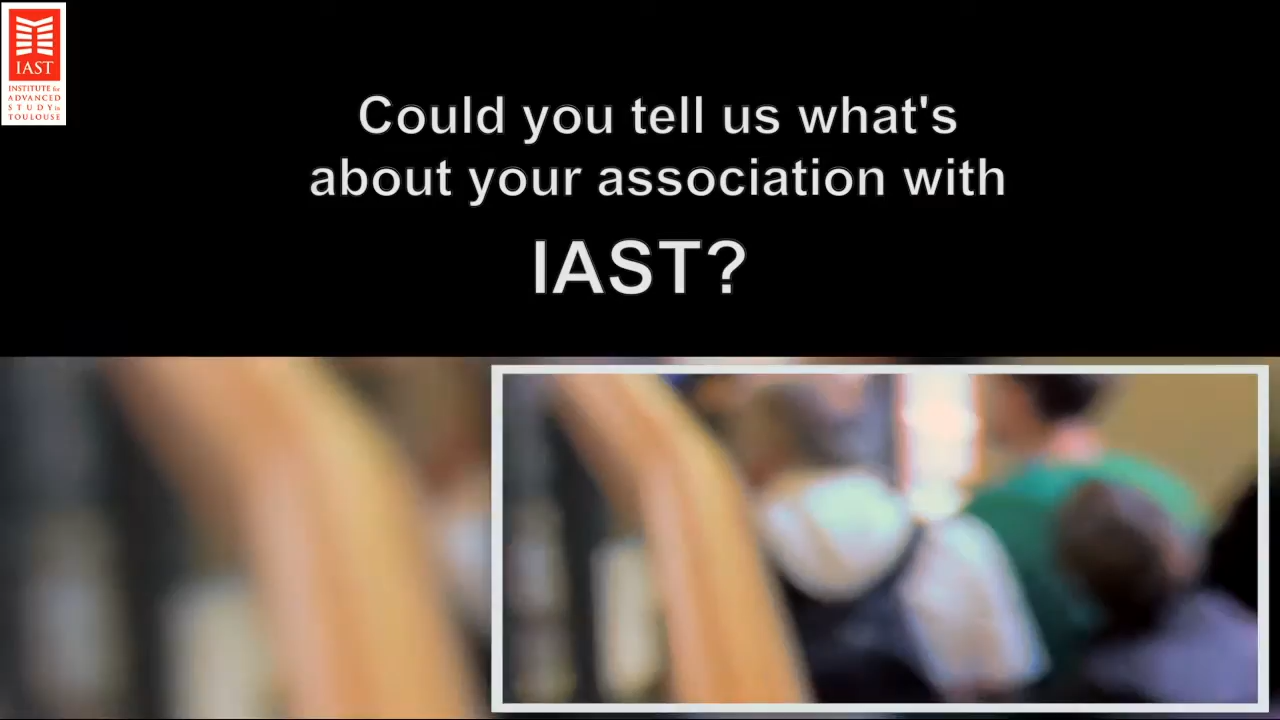 IAST
INSTITUTE for
ADVANCED
STUDY in
TOULOUSE
Could you tell us what's
about your association with
IAST?